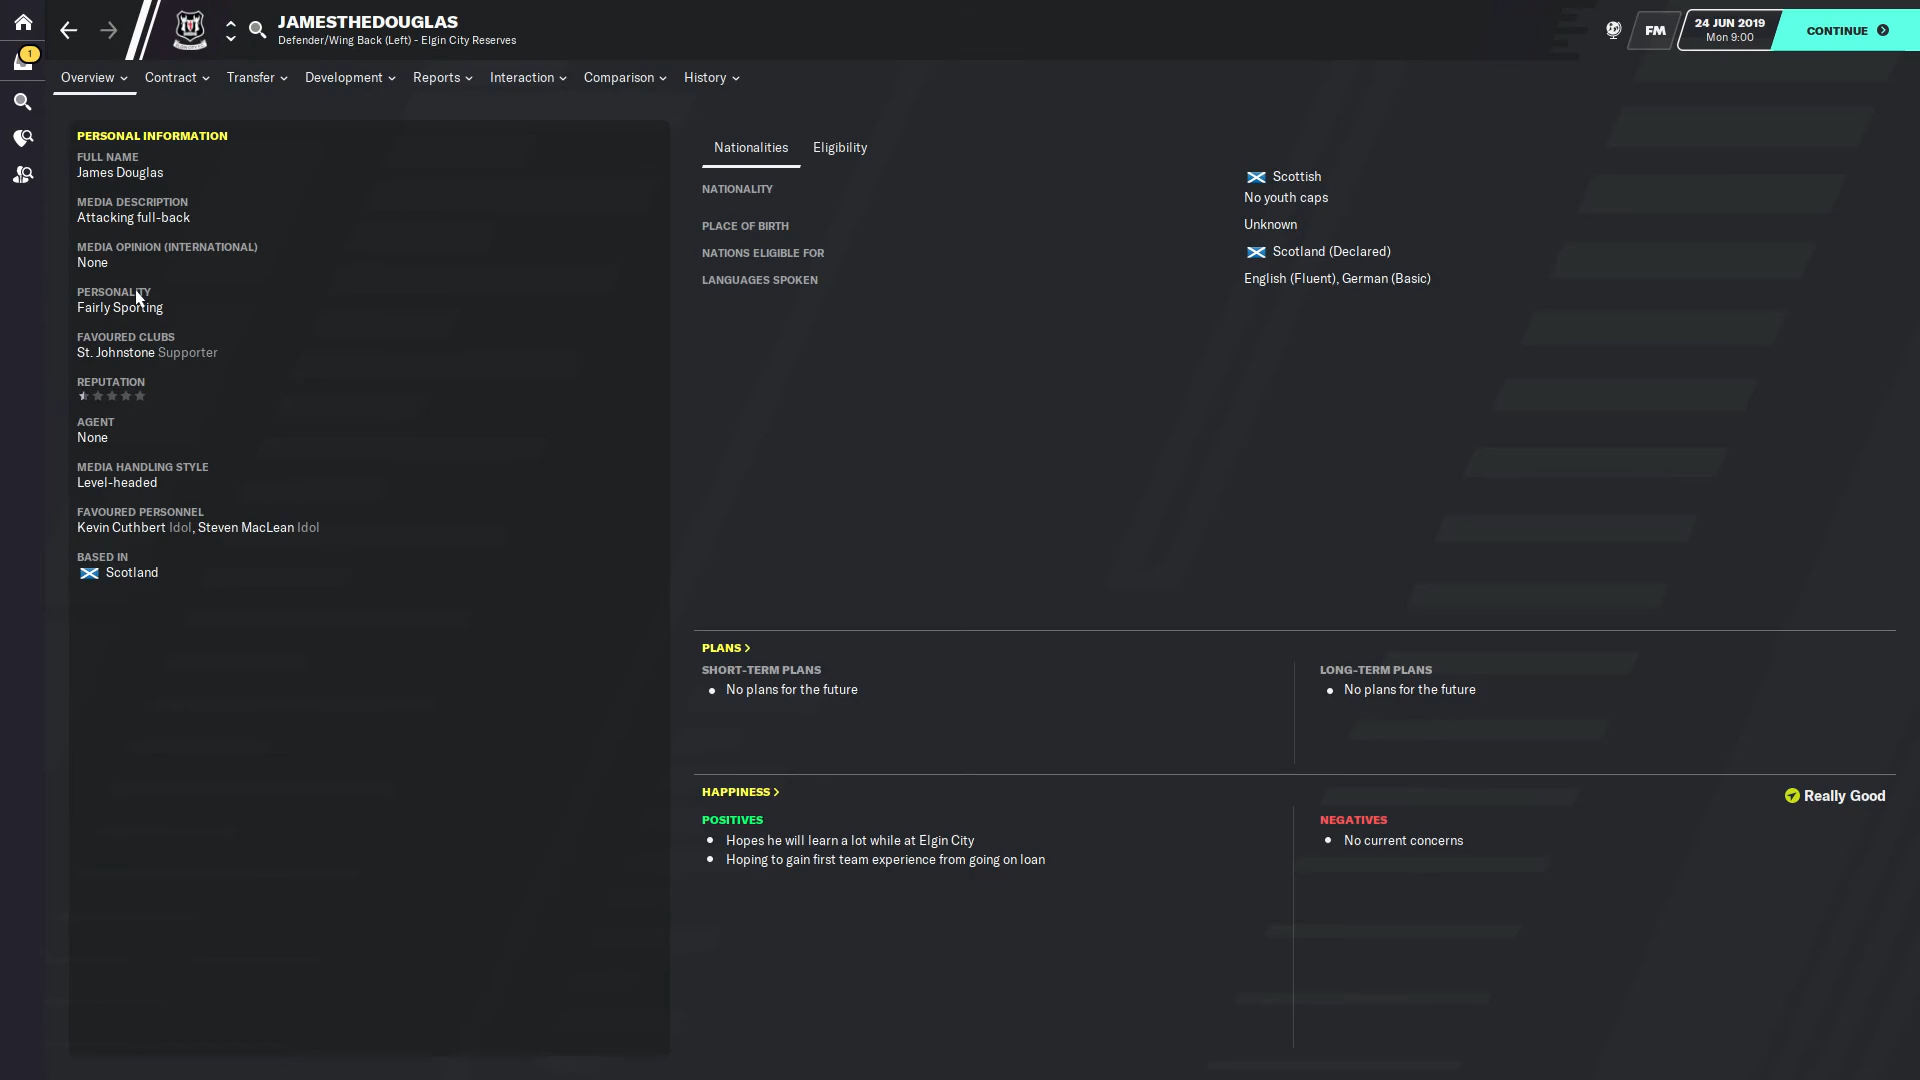 1
JAMESTHEDOUGLAS
Defender/Wing Back (Left) - Elgin City Reserves
FM
24 JUN 2019
Mon 9:00
CONTINUE
Overview
Contract
Transfer
Development
Reports
Interaction
Comparison
History
PERSONAL INFORMATION
FULL NAME
James Douglas
MEDIA DESCRIPTION
Attacking full-back
MEDIA OPINION (INTERNATIONAL)
None
PERSONALITY
Fairly Sporting
FAVOURED CLUBS
St. Johnstone Supporter
REPUTATION
AGENT
None
MEDIA HANDLING STYLE
Level-headed
FAVOURED PERSONNEL
Kevin Cuthbert Idol, Steven MacLean Idol
BASED IN
Scotland
Nationalities
Eligibility
NATIONALITY
Scottish
No youth caps
PLACE OF BIRTH
Unknown
NATIONS ELIGIBLE FOR
Scotland (Declared)
LANGUAGES SPOKEN
English (Fluent), German (Basic)
PLANS >
SHORT-TERM PLANS
• No plans for the future
LONG-TERM PLANS
• No plans for the future
HAPPINESS >
Really Good
POSITIVES
• Hopes he will learn a lot while at Elgin City
• Hoping to gain first team experience from going on loan
NEGATIVES
• No current concerns